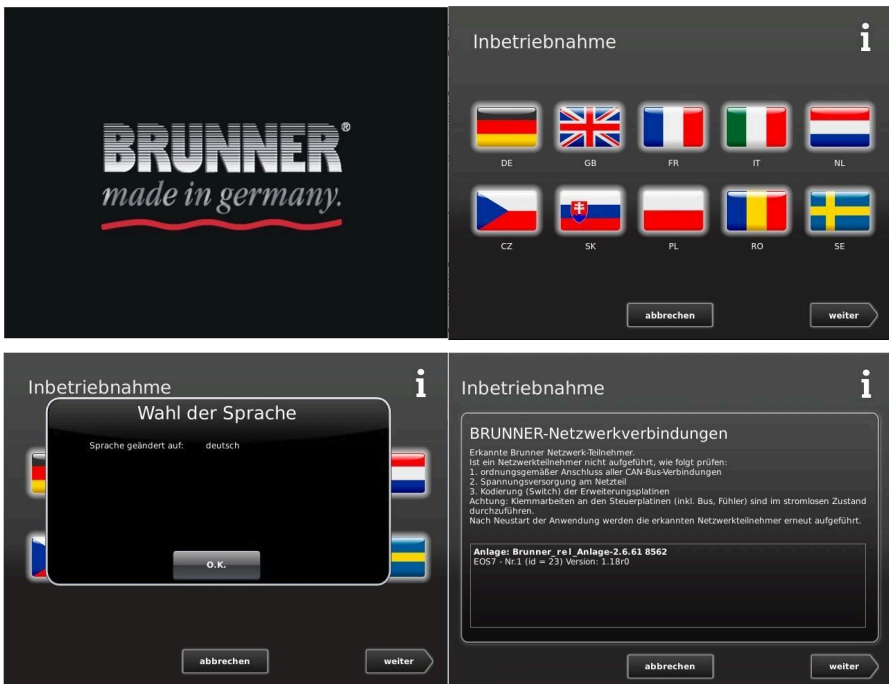 BRUNNER®
made in germany.
Inbetriebnahme
i
DE GB FR IT NL
CZ SK PL RO SE
abbrechen weiter
Inbetriebnahme
i
Wahl der Sprache
Sprache geändert auf: deutsch
O.K.
abbrechen weiter
Inbetriebnahme
i
BRUNNER-Netzwerkverbindungen
Erkannte Brunner Netzwerk-Teilnehmer.
Ist ein Netzwerkteilnehmer nicht aufgeführt, wie folgt prüfen:
1. ordnungsgemäßer Anschluss aller CAN-Bus-Verbindungen
2. Spannungsversorgung am Netzteil
3. Kodierung (Switch) der Erweiterungsplatinen
Achtung: Klemmarbeiten an den Steuerplatinen (inkl. Bus, Fühler) sind im stromlosen Zustand
durchzuführen.
Nach Neustart der Anwendung werden die erkannten Netzwerkteilnehmer erneut aufgeführt.
Anlage: Brunner_rel_Anlage-2.6.61 8562
EOS7 - Nr.1 (id = 23) Version: 1.18r0
abbrechen weiter